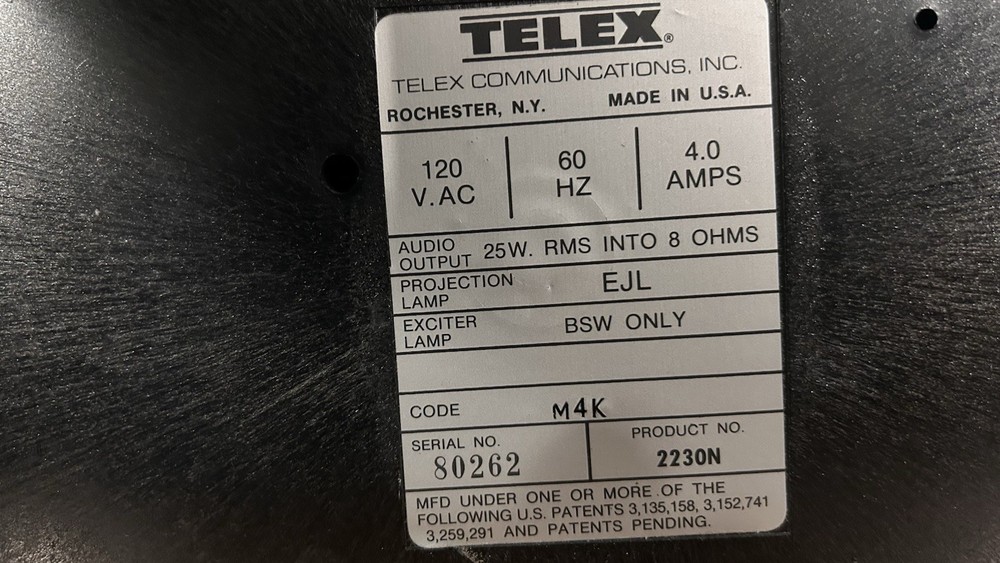 TELEX®
TELEX COMMUNICATIONS, INC.
ROCHESTER, N.Y. MADE IN U.S.A.
120 V.AC
60 HZ
4.0 AMPS
AUDIO OUTPUT 25W. RMS INTO 8 OHMS
PROJECTION LAMP EJL
EXCITER LAMP BSW ONLY
CODE M4K
SERIAL NO. 80262
PRODUCT NO. 2230N
MFD UNDER ONE OR MORE OF THE
FOLLOWING U.S. PATENTS 3,135,158, 3,152,741
3,259,291 AND PATENTS PENDING.